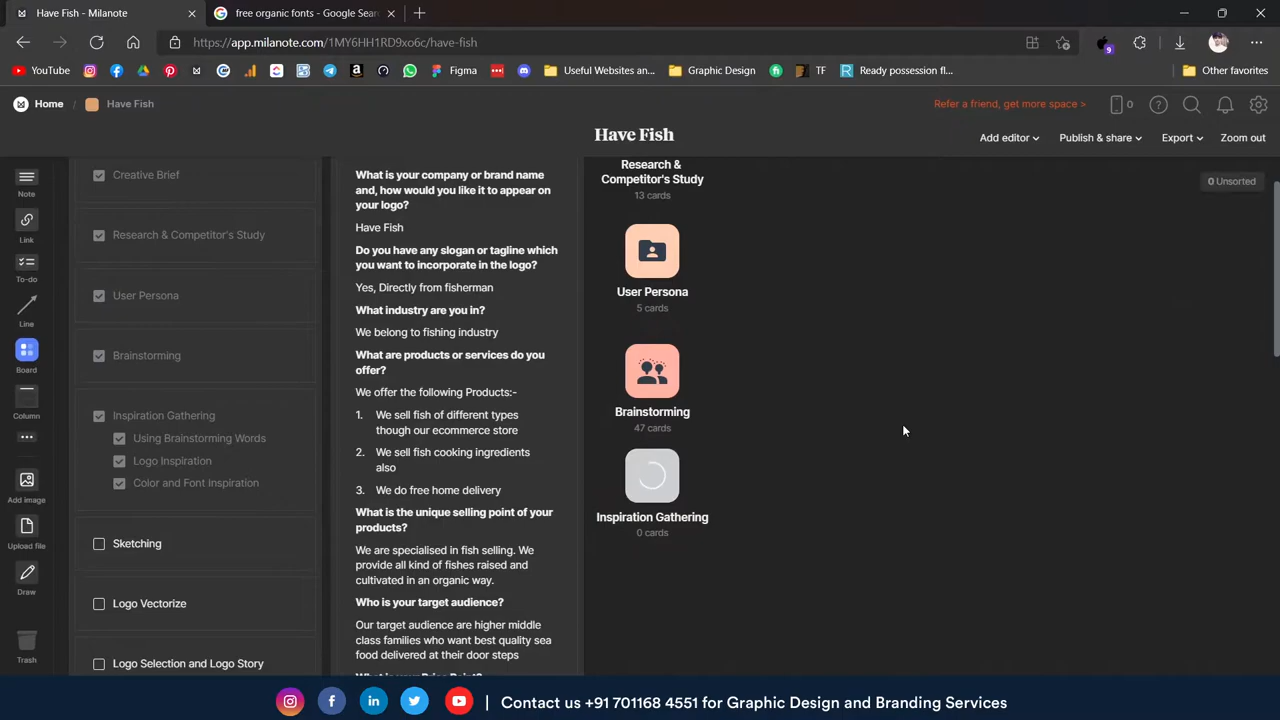 Have Fish - Milanote
free organic fonts - Google Sear
https://app.milanote.com/1MY6HH1RD9xo6c/have-fish
9
YouTube
Figma
Useful Websites an...
Graphic Design
TF
Ready possession fl...
Other favorites
Home / Have Fish
Refer a friend, get more space >
0
Have Fish
Add editor
Publish & share
Export
Zoom out
Note
Link
To-do
Line
Board
Column
Add image
Upload file
Draw
Trash
Creative Brief
Research & Competitor's Study
User Persona
Brainstorming
Inspiration Gathering
Using Brainstorming Words
Logo Inspiration
Color and Font Inspiration
Sketching
Logo Vectorize
Logo Selection and Logo Story
What is your company or brand name
and, how would you like it to appear on
your logo?
Have Fish
Do you have any slogan or tagline which
you want to incorporate in the logo?
Yes, Directly from fisherman
What industry are you in?
We belong to fishing industry
What are products or services do you
offer?
We offer the following Products:-
1. We sell fish of different types
though our ecommerce store
2. We sell fish cooking ingredients
also
3. We do free home delivery
What is the unique selling point of your
products?
We are specialised in fish selling. We
provide all kind of fishes raised and
cultivated in an organic way.
Who is your target audience?
Our target audience are higher middle
class families who want best quality sea
food delivered at their door steps
What is your Price Point?
Research &
Competitor's Study
13 cards
User Persona
5 cards
Brainstorming
47 cards
Inspiration Gathering
0 cards
0 Unsorted
| Contact us +91 701168 4551 for Graphic Design and Branding Services